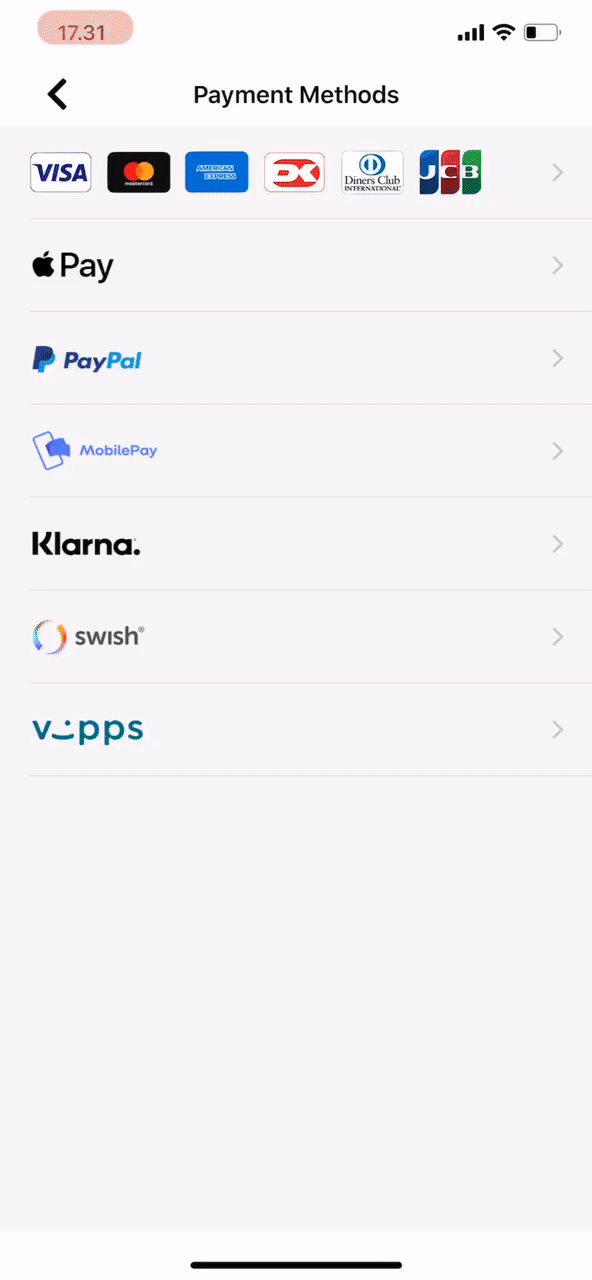 17.31
Payment Methods
VISA mastercard AMERICAN EXPRESS DK Diners Club INTERNATIONAL JCB
Pay
PayPal
MobilePay
Klarna.
swish®
vipps